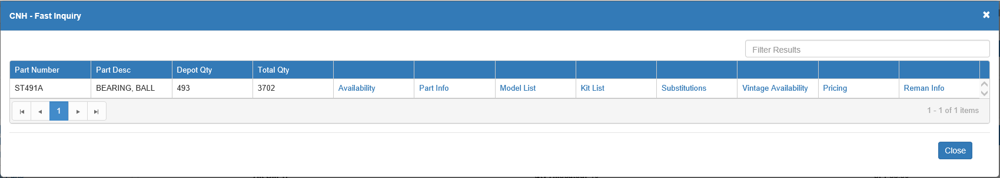 CNH - Fast Inquiry
Filter Results
Part Number Part Desc Depot Qty Total Qty
ST491A BEARING, BALL 493 3702 Availability Part Info Model List Kit List Substitutions Vintage Availability Pricing Reman Info
1 1 - 1 of 1 items
Close